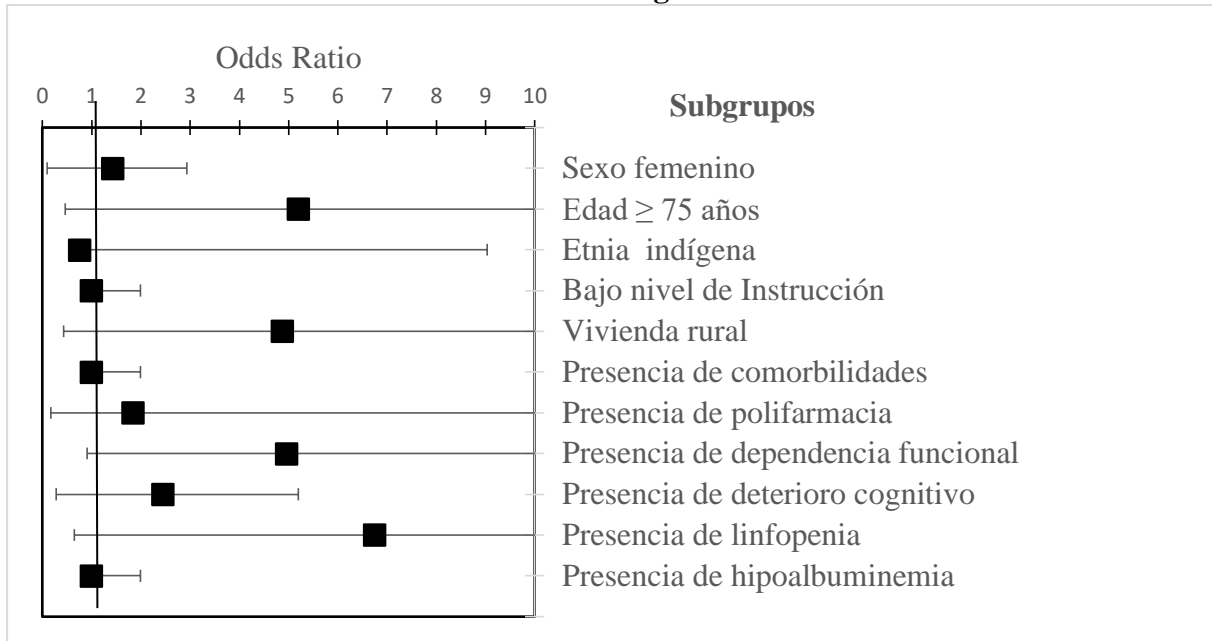 Odds Ratio
0 1 2 3 4 5 6 7 8 9 10
Subgrupos
Sexo femenino
Edad ≥ 75 años
Etnia indígena
Bajo nivel de Instrucción
Vivienda rural
Presencia de comorbilidades
Presencia de polifarmacia
Presencia de dependencia funcional
Presencia de deterioro cognitivo
Presencia de linfopenia
Presencia de hipoalbuminemia